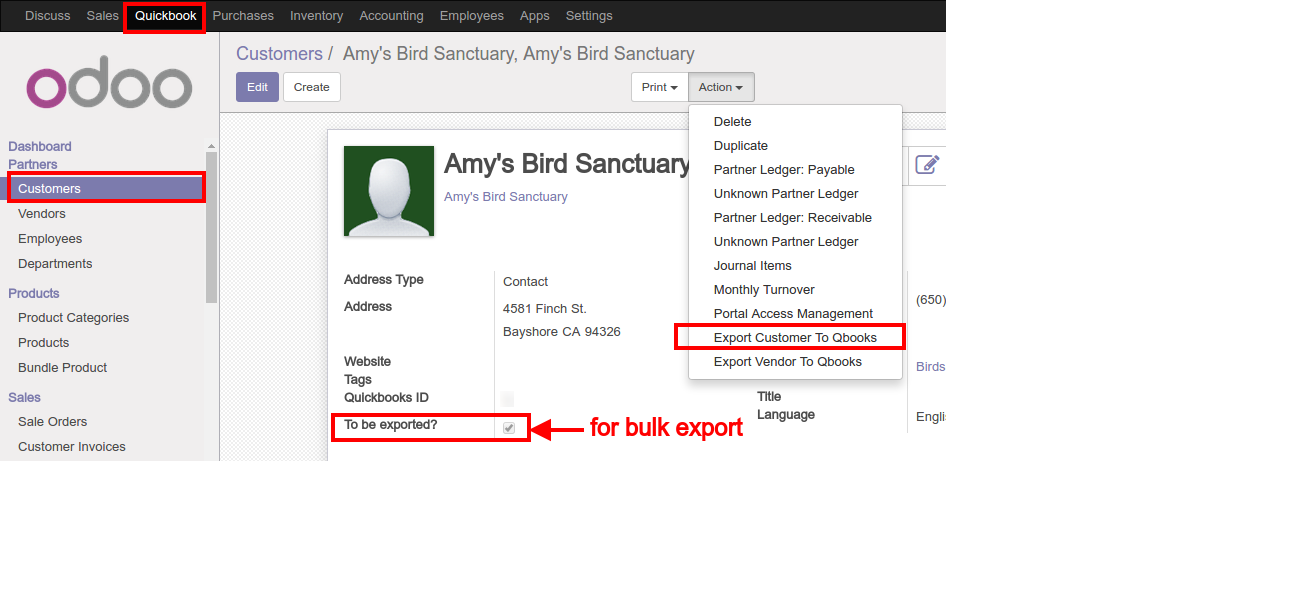 Discuss Sales Quickbook Purchases Inventory Accounting Employees Apps Settings
odoo
Customers / Amy's Bird Sanctuary, Amy's Bird Sanctuary
Edit Create Print Action
Dashboard
Partners
Customers
Vendors
Employees
Departments
Products
Product Categories
Products
Bundle Product
Sales
Sale Orders
Customer Invoices
Amy's Bird Sanctuary
Amy's Bird Sanctuary
Address Type Contact
Address 4581 Finch St.
Bayshore CA 94326
Website
Tags
Quickbooks ID
To be exported? for bulk export
Delete
Duplicate
Partner Ledger: Payable
Unknown Partner Ledger
Partner Ledger: Receivable
Unknown Partner Ledger
Journal Items
Monthly Turnover
Portal Access Management
Export Customer To Qbooks
Export Vendor To Qbooks
(650)
Birds
Title
Language Engli